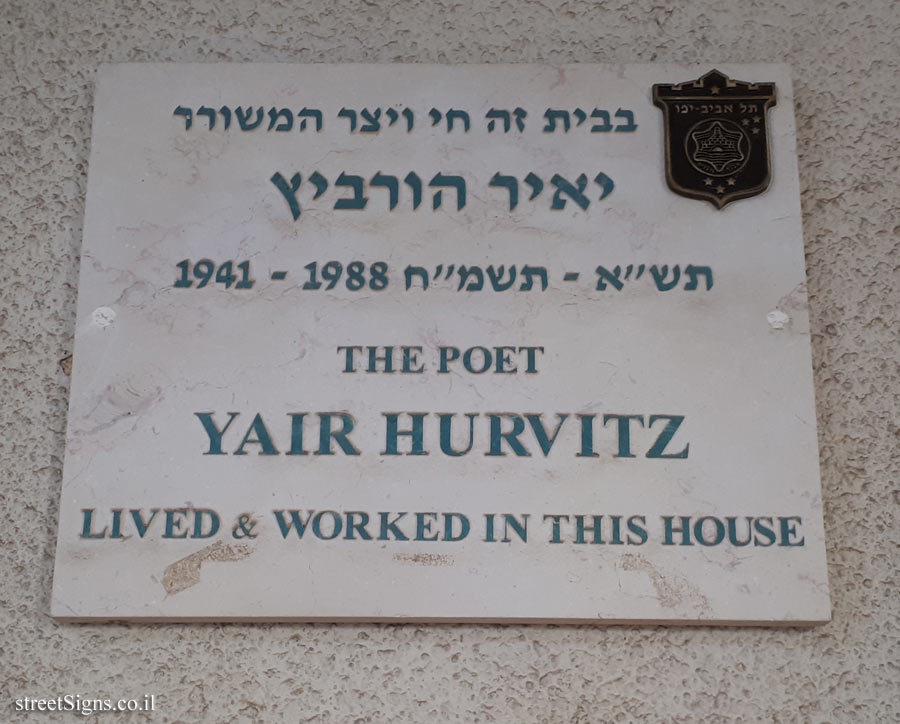 בבית זה חי ויצר המשורר
תל אביב-יפו
יאיר הורביץ
תש״א - תשמ״ח 1988 - 1941
THE POET
YAIR HURVITZ
LIVED & WORKED IN THIS HOUSE
streetSigns.co.il